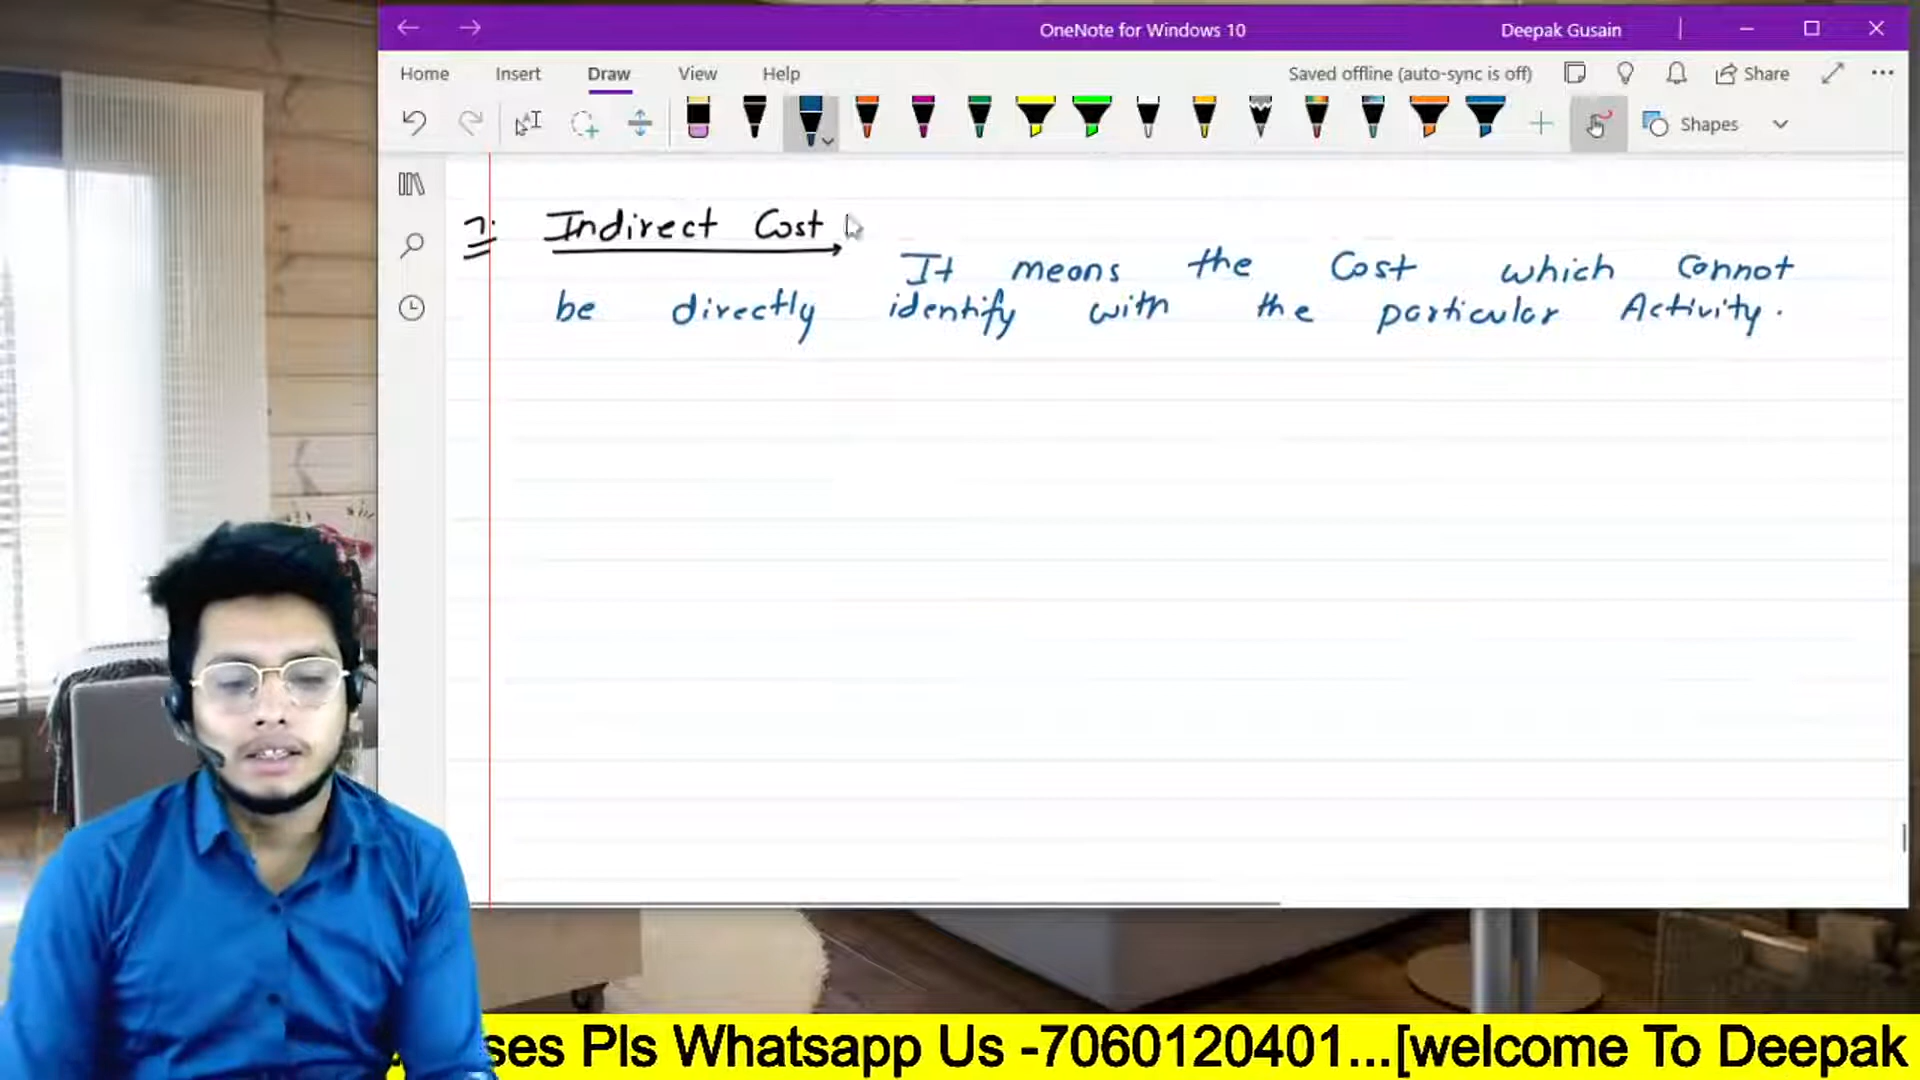 OneNote for Windows 10
Deepak Gusain
Home Insert Draw View Help
Saved offline (auto-sync is off)
Share
Shapes
7. Indirect Cost
It means the Cost which cannot
be directly identify with the particular Activity.
ses Pls Whatsapp Us -7060120401...[welcome To Deepak